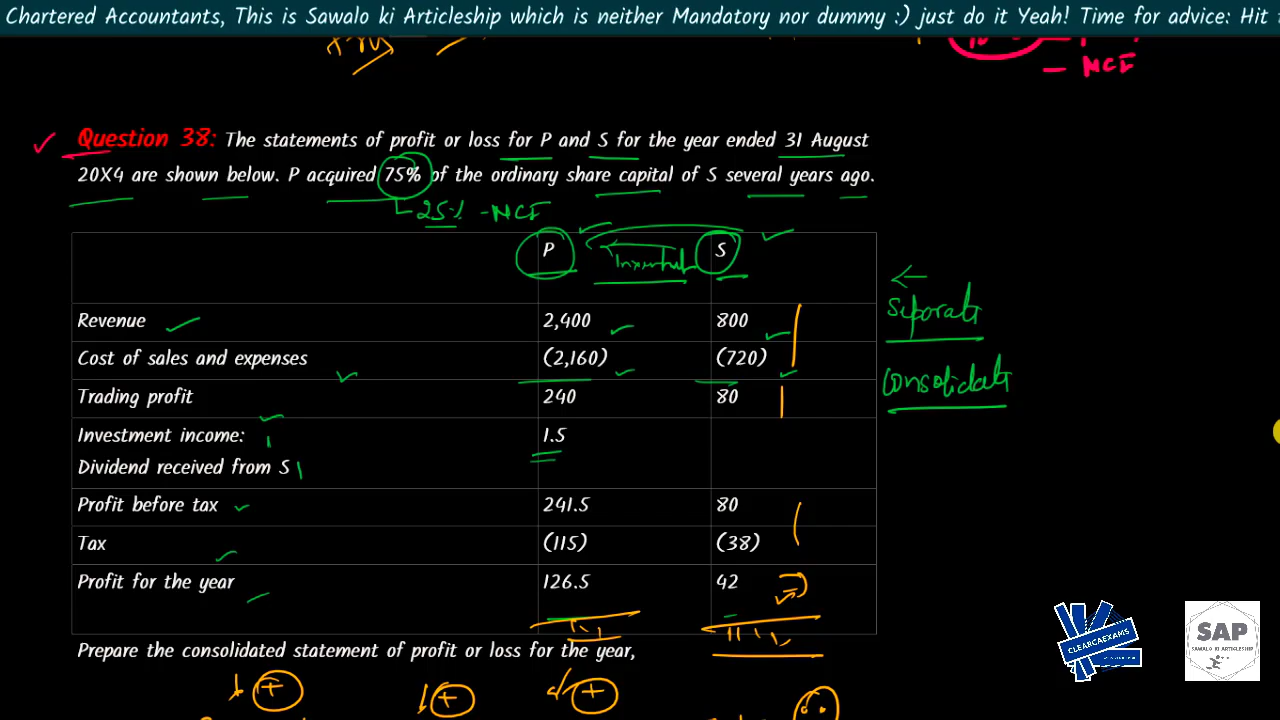 Chartered Accountants, This is Sawalo ki Articleship which is neither Mandatory nor dummy :) just do it Yeah! Time for advice: Hit
- NCI
Question 38: The statements of profit or loss for P and S for the year ended 31 August
20X4 are shown below. P acquired 75% of the ordinary share capital of S several years ago.
25% - NCI
P S
Revenue 2,400 800
Separate
Cost of sales and expenses (2,160) (720)
Consolidate
Trading profit 240 80
Investment income: 1.5
Dividend received from S
Profit before tax 241.5 80
Tax (115) (38)
Profit for the year 126.5 42
Prepare the consolidated statement of profit or loss for the year,
CLEARCAEXAMS
SAP
SAWALO KI ARTICLESHIP